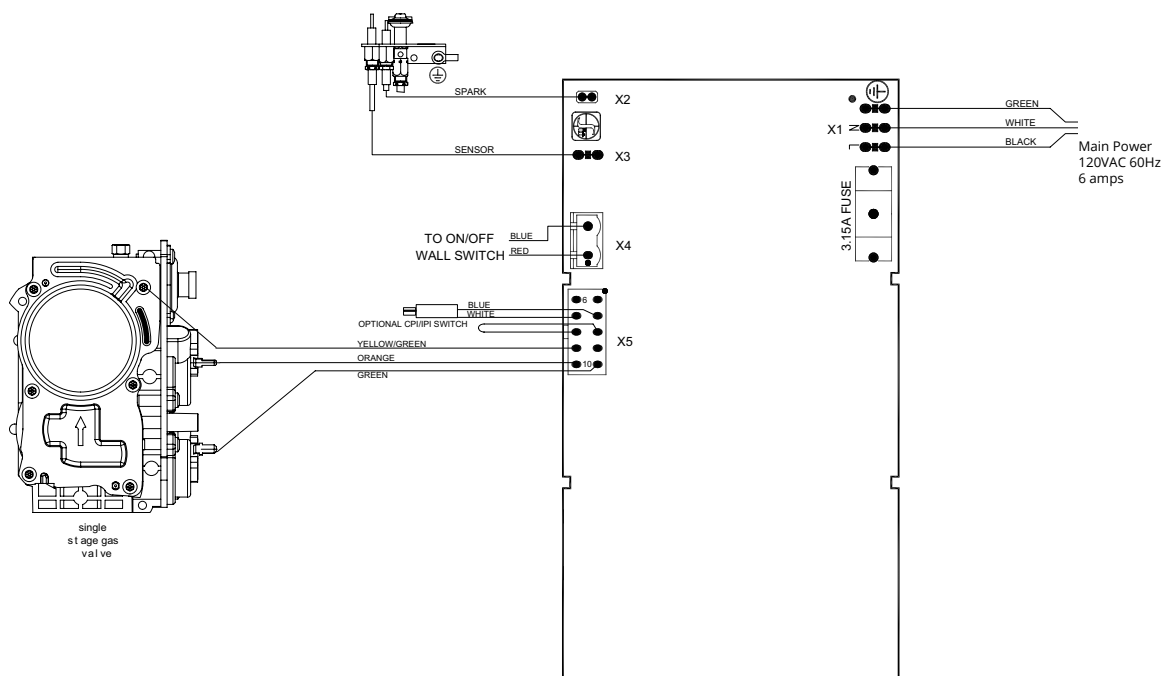 SPARK
X2
GREEN
X1
N
WHITE
L
BLACK
SENSOR
X3
Main Power
120VAC 60Hz
6 amps
3.15A FUSE
TO ON/OFF
WALL SWITCH
BLUE
RED
X4
6
BLUE
WHITE
OPTIONAL CPI/IPI SWITCH
X5
YELLOW/GREEN
ORANGE
10
GREEN
single
st age gas
val ve